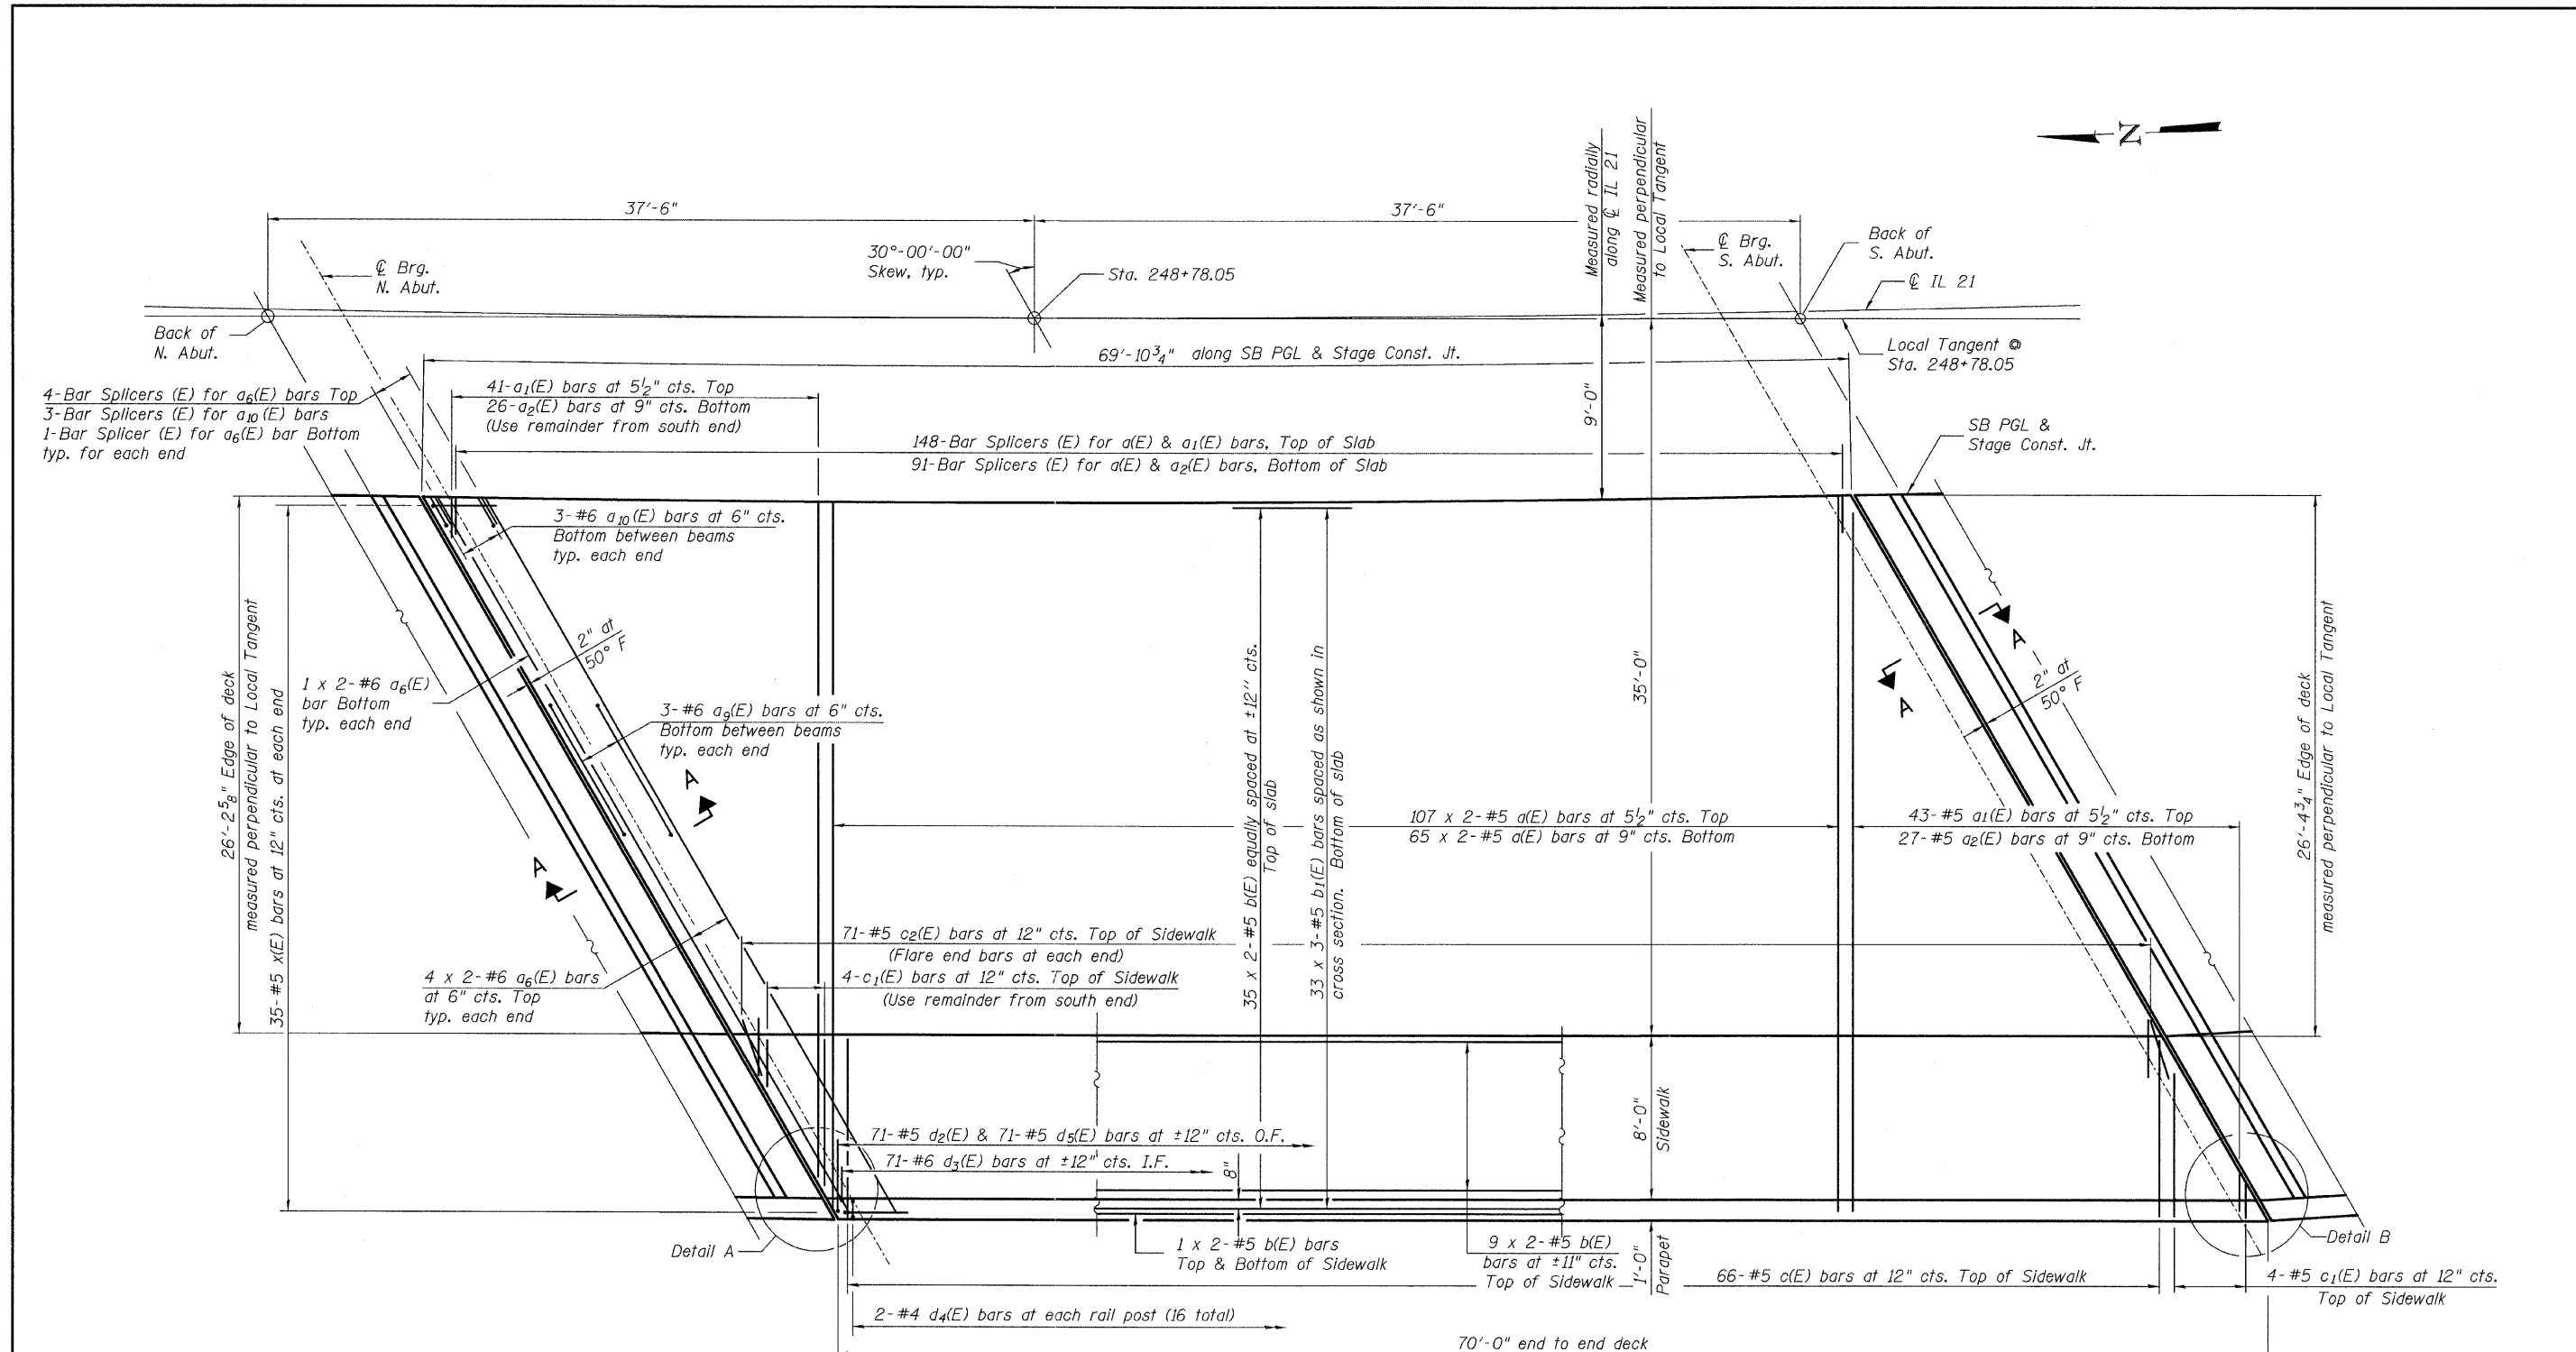 N
Measured radially
along ℄ IL 21
Measured perpendicular
to Local Tangent
37'-6"
37'-6"
30°-00'-00"
Skew, typ.
Sta. 248+78.05
℄ Brg.
N. Abut.
℄ Brg.
S. Abut.
Back of
S. Abut.
℄ IL 21
Back of
N. Abut.
Local Tangent @
Sta. 248+78.05
69'-10¾" along SB PGL & Stage Const. Jt.
9'-0"
4-Bar Splicers (E) for a6(E) bars Top
3-Bar Splicers (E) for a10(E) bars
1-Bar Splicer (E) for a6(E) bar Bottom
typ. for each end
41-a1(E) bars at 5½" cts. Top
26-a2(E) bars at 9" cts. Bottom
(Use remainder from south end)
148-Bar Splicers (E) for a(E) & a1(E) bars, Top of Slab
91-Bar Splicers (E) for a(E) & a2(E) bars, Bottom of Slab
SB PGL &
Stage Const. Jt.
3-#6 a10(E) bars at 6" cts.
Bottom between beams
typ. each end
26'-2⅝" Edge of deck
measured perpendicular to Local Tangent
35-#5 x(E) bars at 12" cts. at each end
2" at
50° F
1 x 2-#6 a6(E)
bar Bottom
typ. each end
3-#6 a9(E) bars at 6" cts.
Bottom between beams
typ. each end
A
A
35 x 2-#5 b(E) equally spaced at ±12" cts.
Top of slab
33 x 3-#5 b1(E) bars spaced as shown in
cross section. Bottom of slab
35'-0"
A
A
2" at
50° F
26'-4¾" Edge of deck
measured perpendicular to Local Tangent
107 x 2-#5 a(E) bars at 5½" cts. Top
65 x 2-#5 a(E) bars at 9" cts. Bottom
43-#5 a1(E) bars at 5½" cts. Top
27-#5 a2(E) bars at 9" cts. Bottom
71-#5 c2(E) bars at 12" cts. Top of Sidewalk
(Flare end bars at each end)
4-c1(E) bars at 12" cts. Top of Sidewalk
(Use remainder from south end)
4 x 2-#6 a6(E) bars
at 6" cts. Top
typ. each end
8'-0"
Sidewalk
71-#5 d2(E) & 71-#5 d5(E) bars at ±12" cts. O.F.
71-#6 d3(E) bars at ±12" cts. I.F.
8"
Detail A
1 x 2-#5 b(E) bars
Top & Bottom of Sidewalk
9 x 2-#5 b(E)
bars at ±11" cts.
Top of Sidewalk
1'-0"
Parapet
Detail B
66-#5 c(E) bars at 12" cts. Top of Sidewalk
4-#5 c1(E) bars at 12" cts.
Top of Sidewalk
2-#4 d4(E) bars at each rail post (16 total)
70'-0" end to end deck